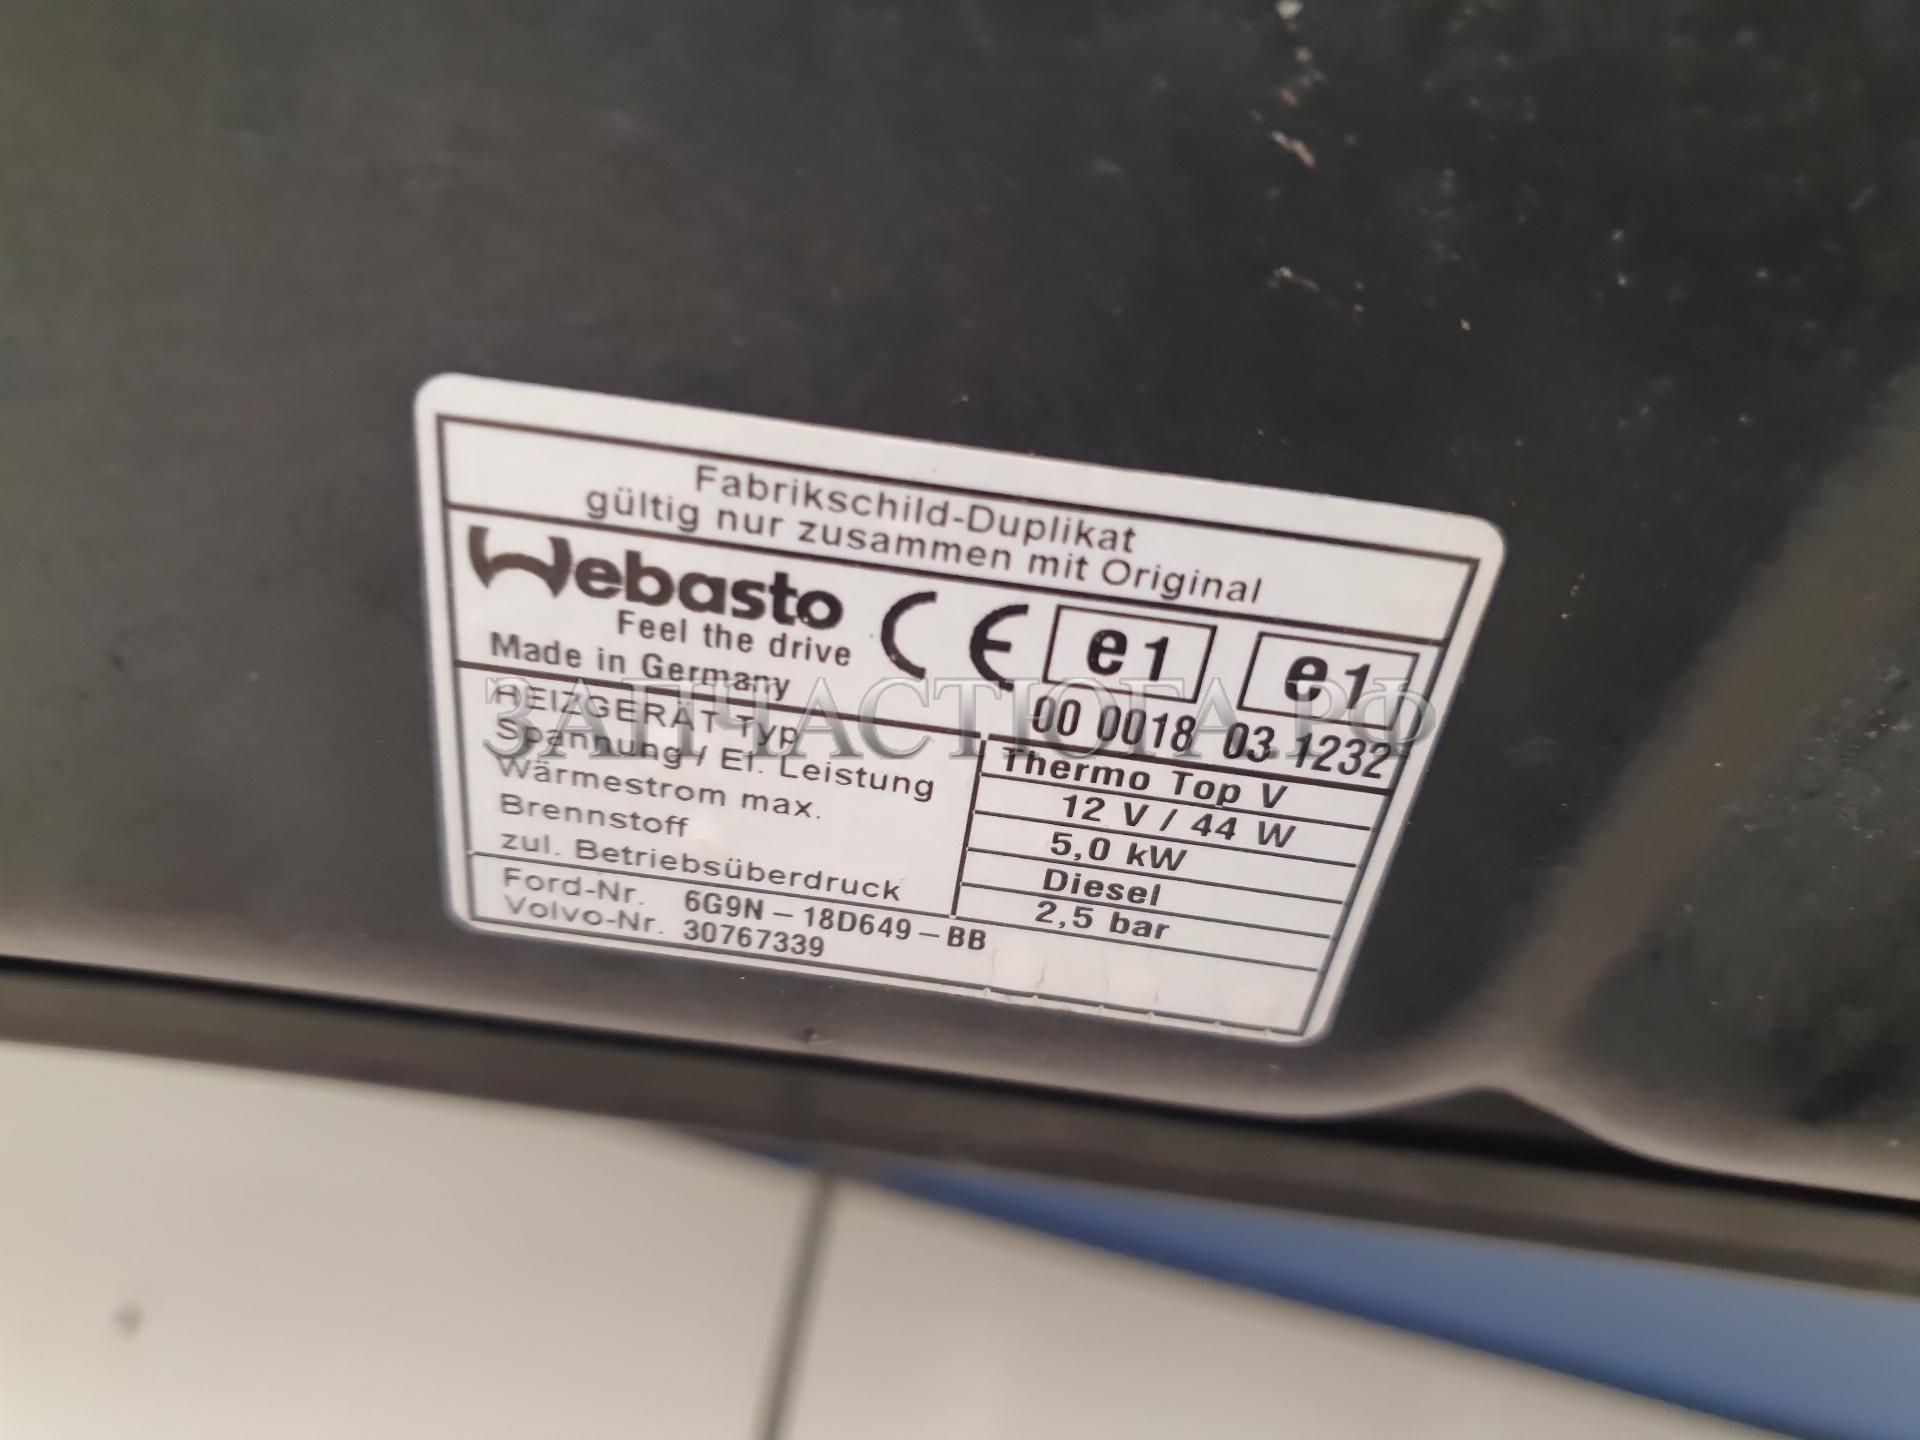 Fabrikschild-Duplikat
gültig nur zusammen mit Original
Webasto
Feel the drive
Made in Germany
CE e1 e1
00 0018 03 1232
ЗАПЧАСТЮГА.РФ
HEIZGERÄT Typ Thermo Top V
Spannung / El. Leistung 12 V / 44 W
Wärmestrom max. 5,0 kW
Brennstoff Diesel
zul. Betriebsüberdruck 2,5 bar
Ford-Nr. 6G9N-18D649-BB
Volvo-Nr. 30767339